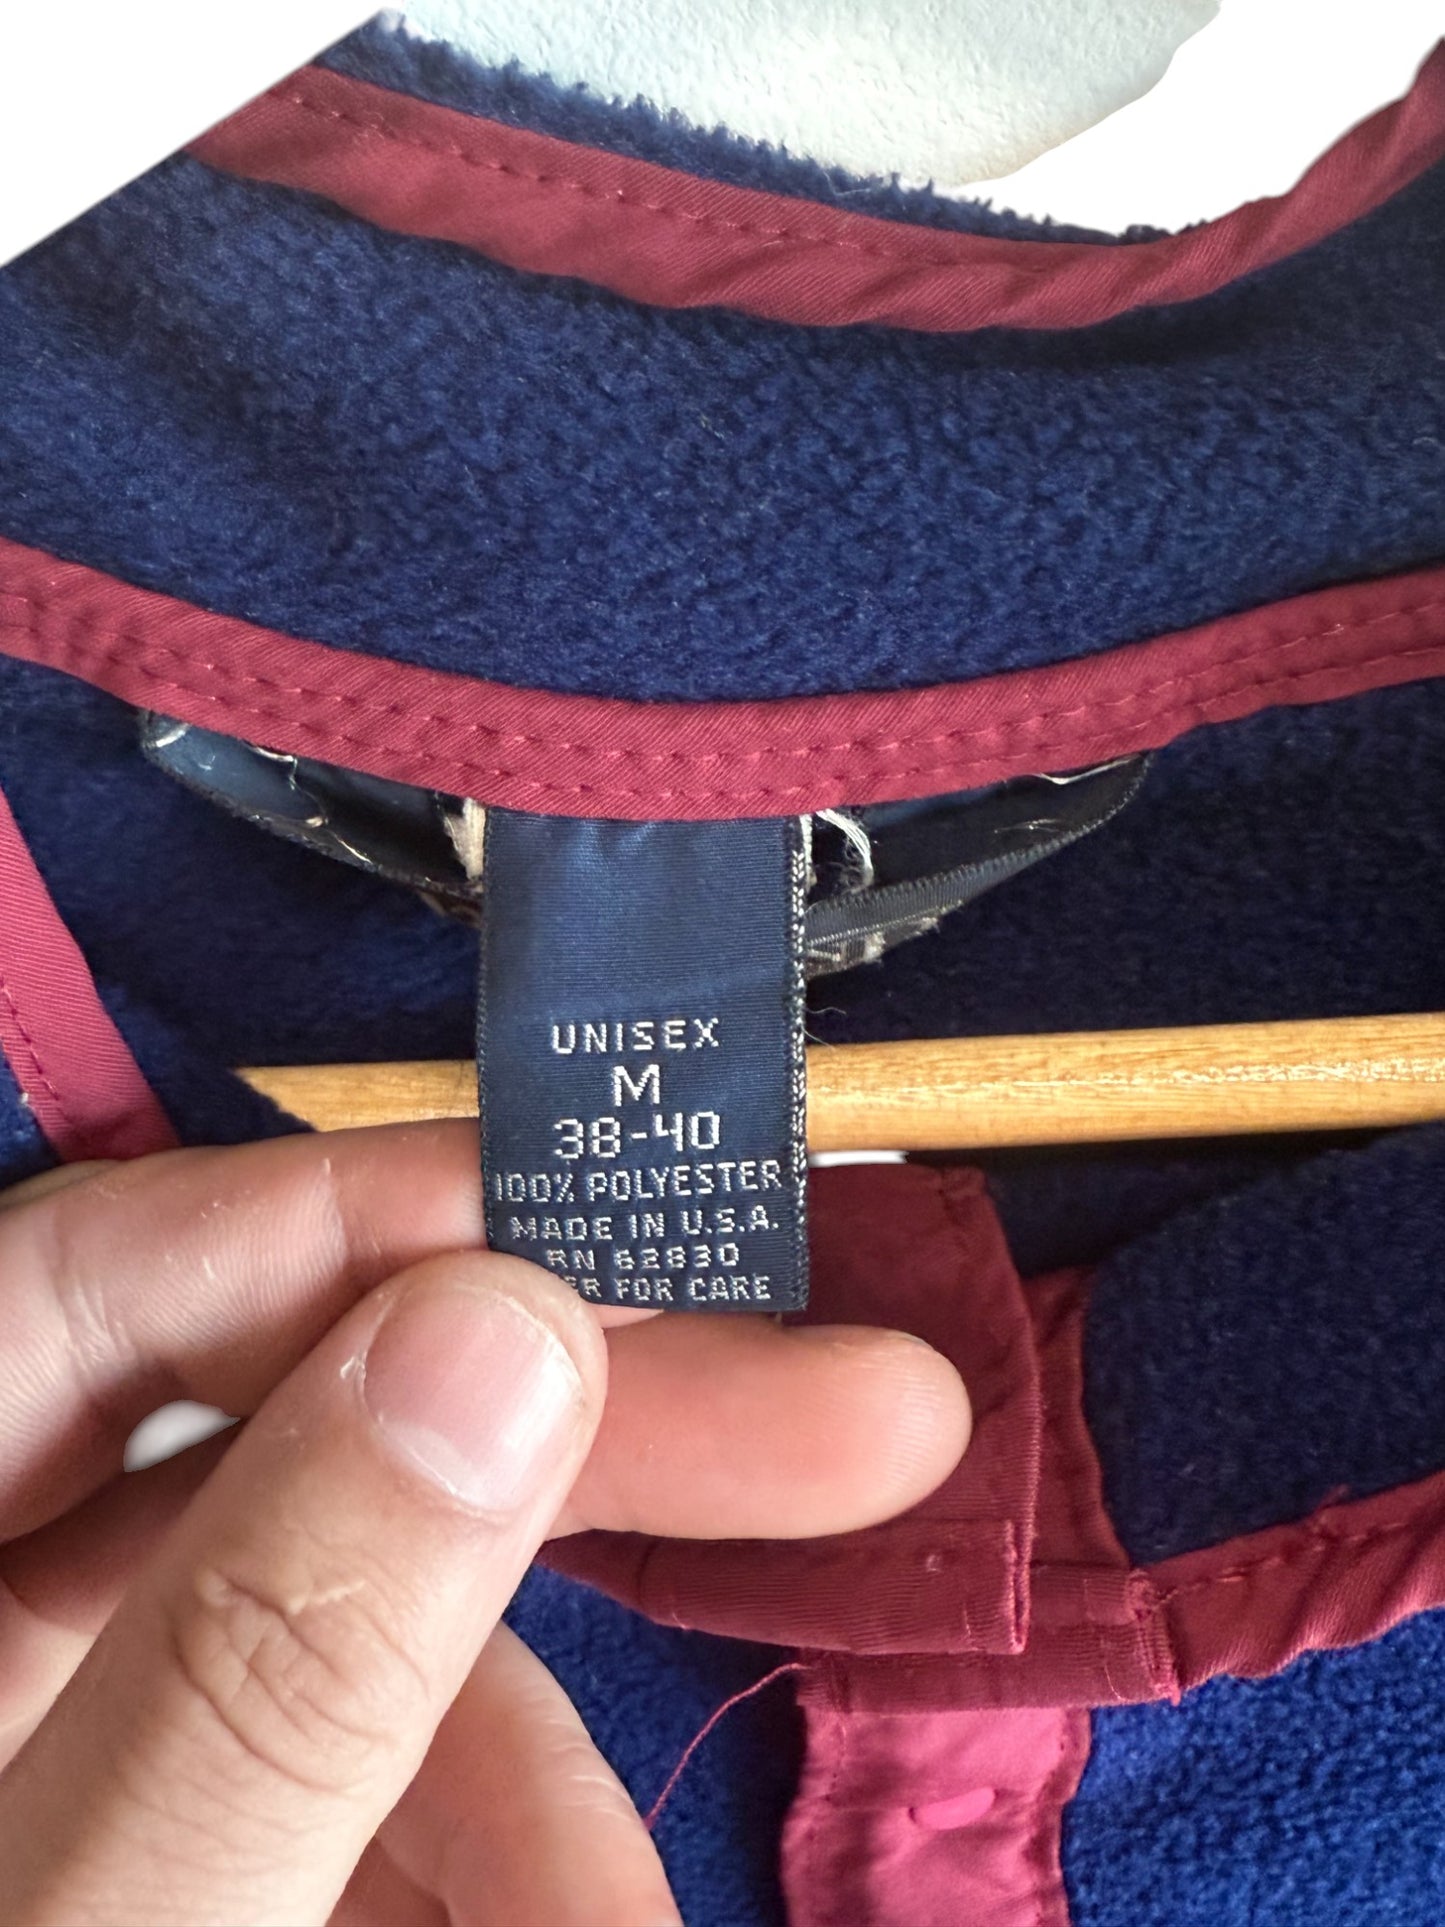 UNISEX
M
38-40
100% POLYESTER
MADE IN U.S.A.
RN 62830
FOR CARE